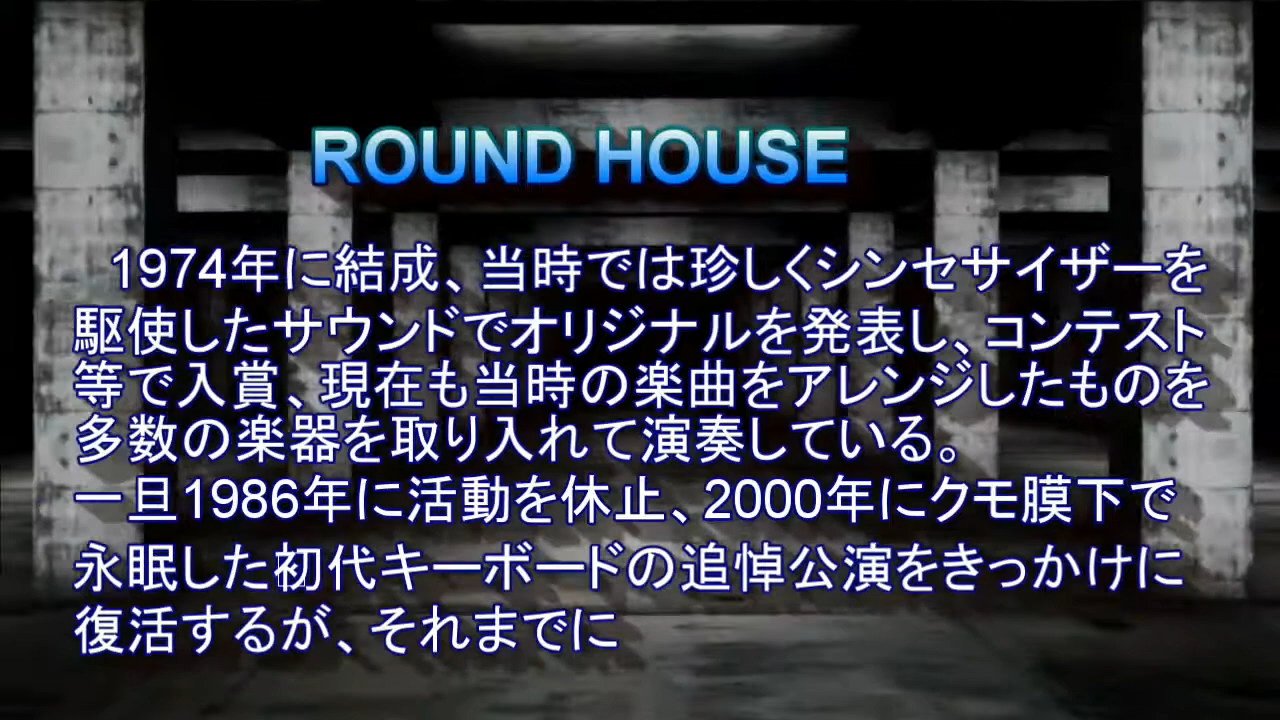 ROUND HOUSE
1974年に結成、当時では珍しくシンセサイザーを
駆使したサウンドでオリジナルを発表し、コンテスト
等で入賞、現在も当時の楽曲をアレンジしたものを
多数の楽器を取り入れて演奏している。
一旦1986年に活動を休止、2000年にクモ膜下で
永眠した初代キーボードの追悼公演をきっかけに
復活するが、それまでに